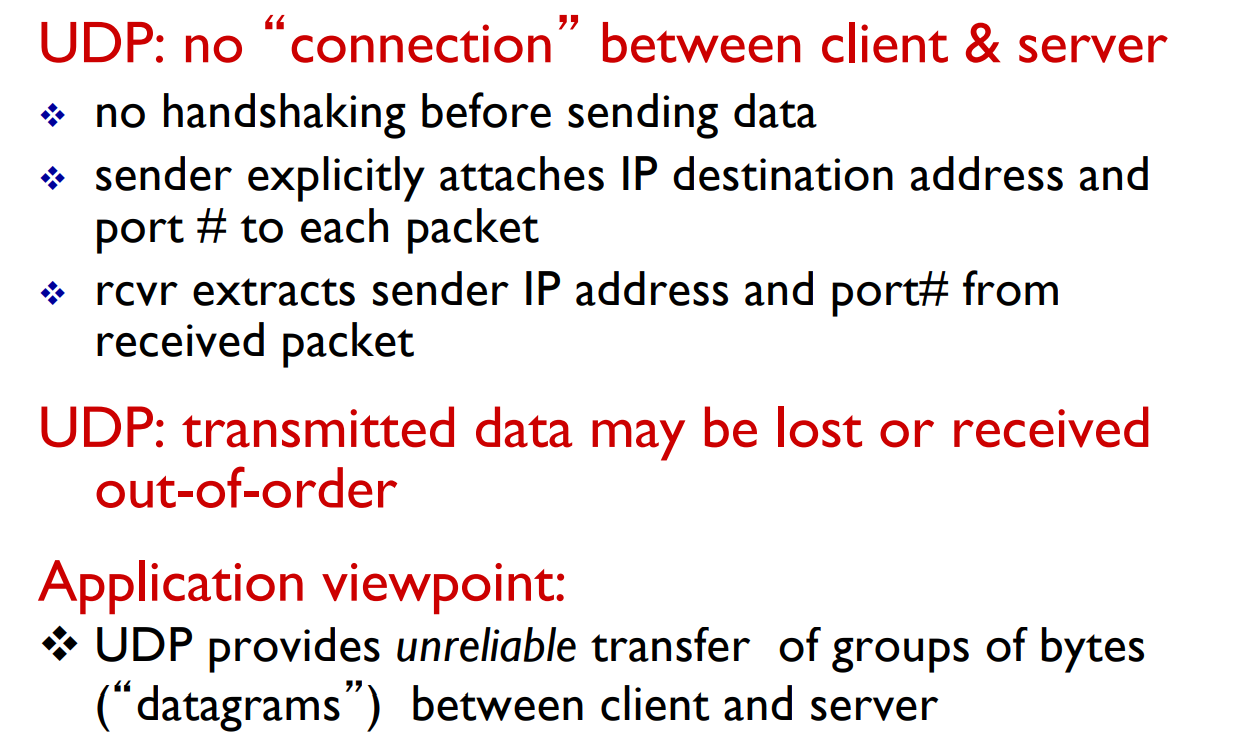 UDP: no “connection” between client & server
❖ no handshaking before sending data
❖ sender explicitly attaches IP destination address and
port # to each packet
❖ rcvr extracts sender IP address and port# from
received packet
UDP: transmitted data may be lost or received
out-of-order
Application viewpoint:
❖ UDP provides unreliable transfer  of groups of bytes
(“datagrams”)  between client and server